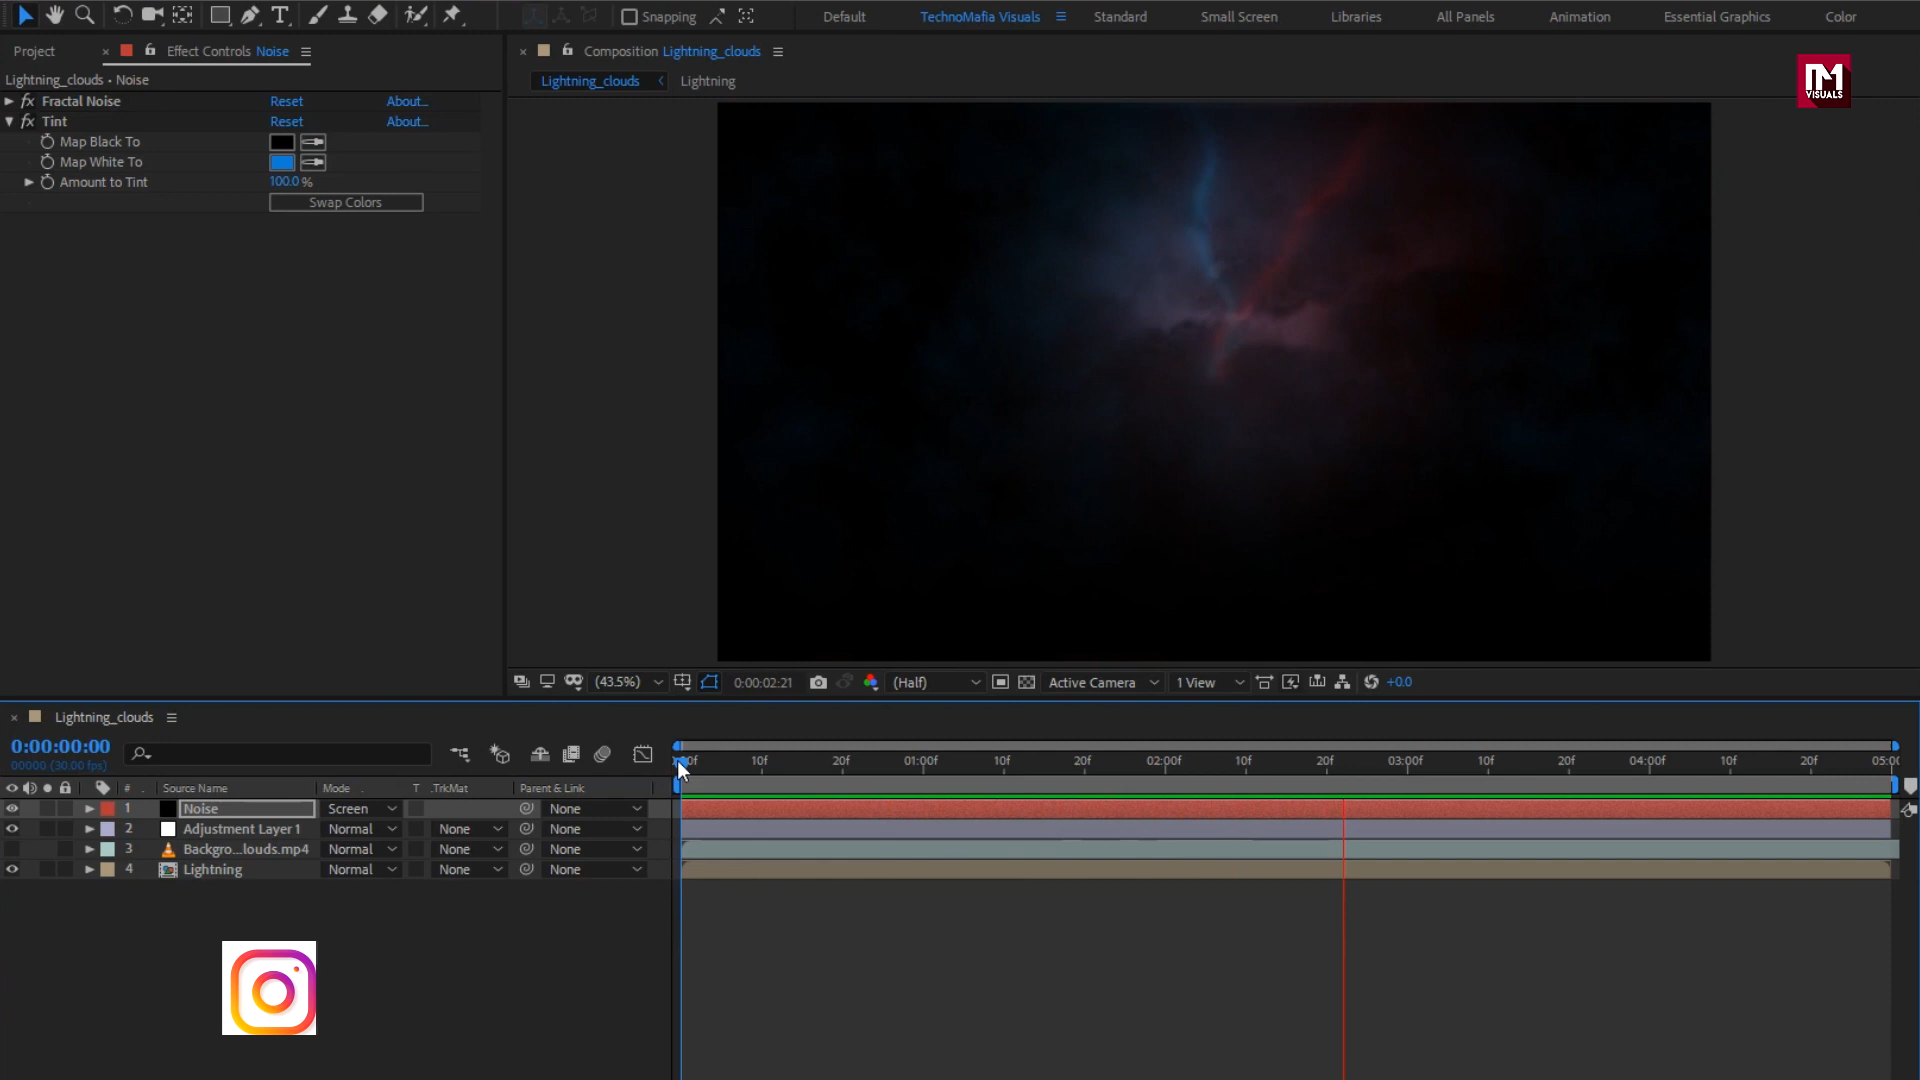 Snapping
Default
TechnoMafia Visuals
Standard
Small Screen
Libraries
All Panels
Animation
Essential Graphics
Color
Project
× Effect Controls Noise
× Composition Lightning_clouds
VISUALS
Lightning_clouds • Noise
Lightning_clouds
Lightning
fx Fractal Noise Reset About...
fx Tint Reset About...
Map Black To
Map White To
Amount to Tint 100.0 %
Swap Colors
(43.5%) 0:00:02:21 (Half) Active Camera 1 View +0.0
× Lightning_clouds
0:00:00:00
00000 (30.00 fps)
10f 20f 01:00f 10f 20f 02:00f 10f 20f 03:00f 10f 20f 04:00f 10f 20f 05:0
# Source Name Mode T .TrkMat Parent & Link
1 Noise Screen None
2 Adjustment Layer 1 Normal None None
3 Backgro...louds.mp4 Normal None None
4 Lightning Normal None None